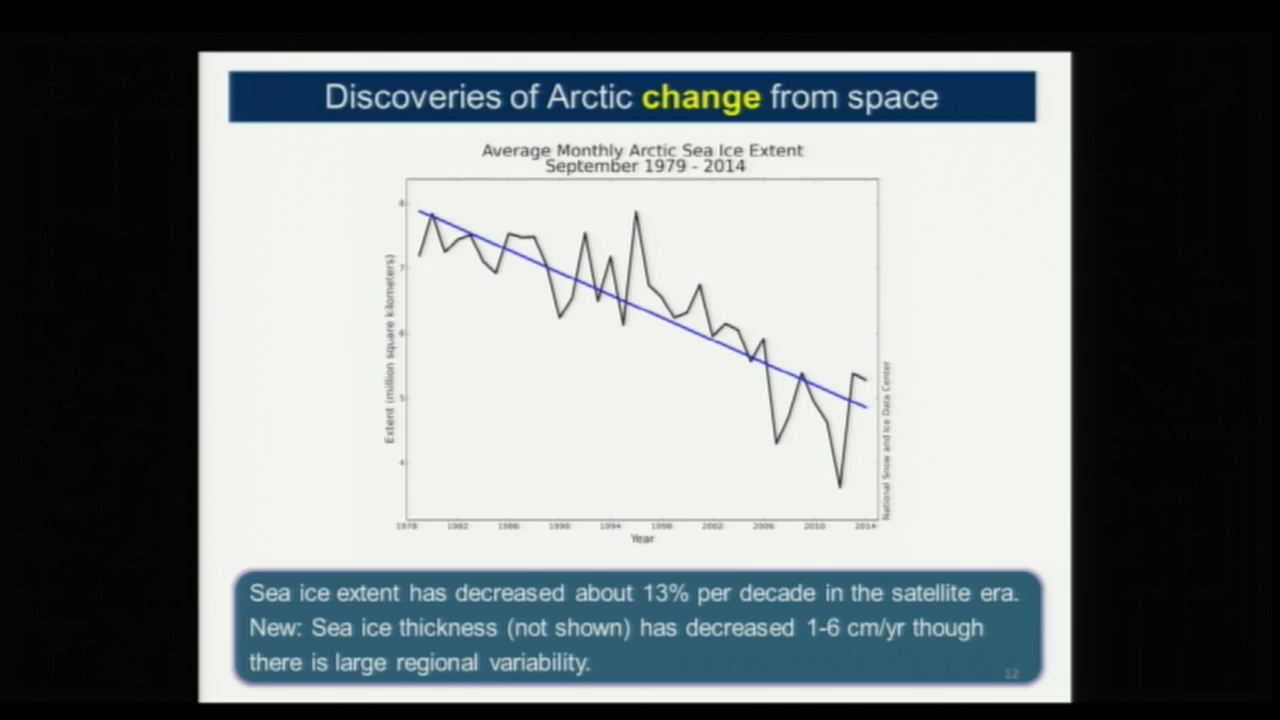 Discoveries of Arctic change from space
Average Monthly Arctic Sea Ice Extent
September 1979 - 2014
8
7
6
5
4
Extent (million square kilometers)
1978 1982 1986 1990 1994 1998 2002 2006 2010 2014
Year
National Snow and Ice Data Center
Sea ice extent has decreased about 13% per decade in the satellite era.
New: Sea ice thickness (not shown) has decreased 1-6 cm/yr though
there is large regional variability.
12